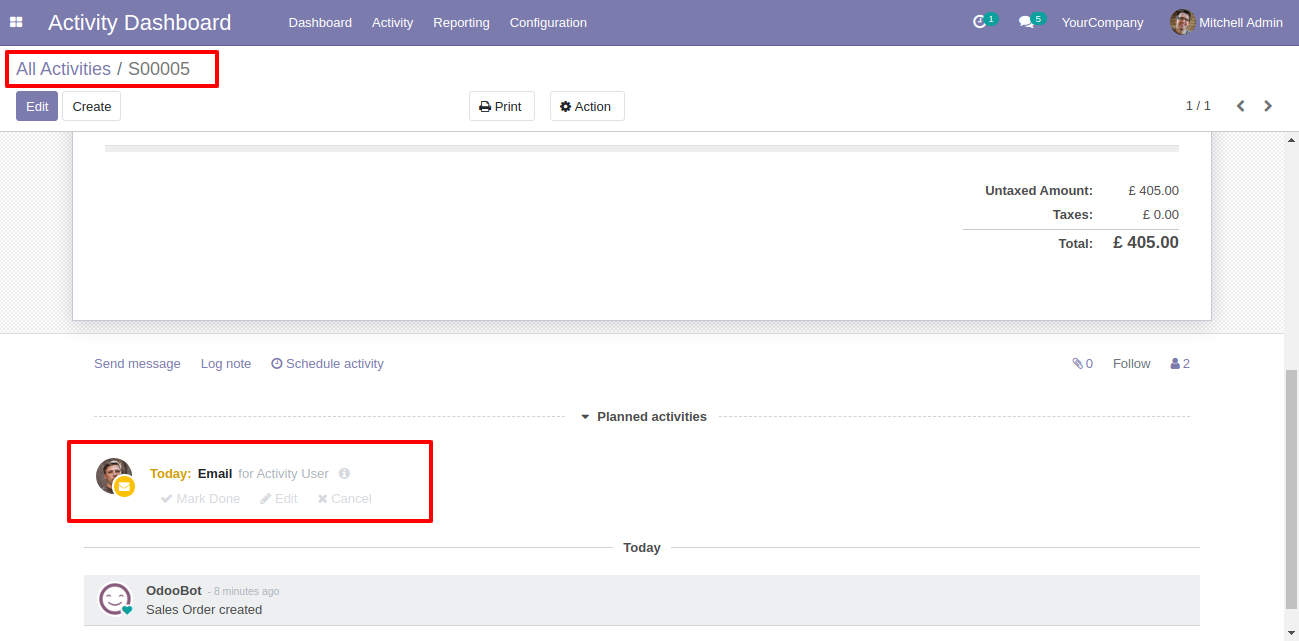 Activity Dashboard Dashboard Activity Reporting Configuration 1 5 YourCompany Mitchell Admin
All Activities / S00005
Edit Create Print Action 1 / 1
Untaxed Amount: £ 405.00
Taxes: £ 0.00
Total: £ 405.00
Send message Log note Schedule activity 0 Follow 2
Planned activities
Today: Email for Activity User
Mark Done Edit Cancel
Today
OdooBot - 8 minutes ago
Sales Order created